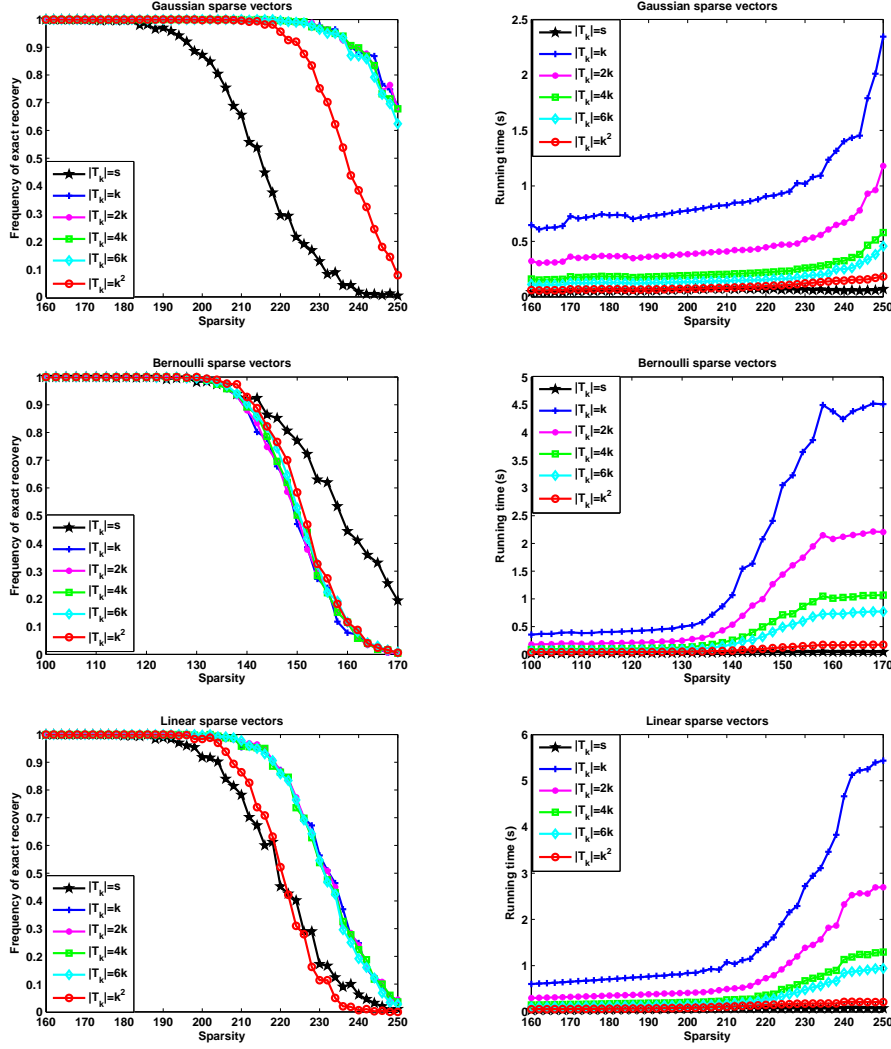 Gaussian sparse vectors
Frequency of exact recovery
1
0.9
0.8
0.7
0.6
0.5
0.4
0.3
0.2
0.1
0
|T_k|=s
|T_k|=k
|T_k|=2k
|T_k|=4k
|T_k|=6k
|T_k|=k²
160 170 180 190 200 210 220 230 240 250
Sparsity
Gaussian sparse vectors
Running time (s)
2.5
2
1.5
1
0.5
0
|T_k|=s
|T_k|=k
|T_k|=2k
|T_k|=4k
|T_k|=6k
|T_k|=k²
160 170 180 190 200 210 220 230 240 250
Sparsity
Bernoulli sparse vectors
Frequency of exact recovery
1
0.9
0.8
0.7
0.6
0.5
0.4
0.3
0.2
0.1
0
|T_k|=s
|T_k|=k
|T_k|=2k
|T_k|=4k
|T_k|=6k
|T_k|=k²
100 110 120 130 140 150 160 170
Sparsity
Bernoulli sparse vectors
Running time (s)
5
4.5
4
3.5
3
2.5
2
1.5
1
0.5
0
|T_k|=s
|T_k|=k
|T_k|=2k
|T_k|=4k
|T_k|=6k
|T_k|=k²
100 110 120 130 140 150 160 170
Sparsity
Linear sparse vectors
Frequency of exact recovery
1
0.9
0.8
0.7
0.6
0.5
0.4
0.3
0.2
0.1
0
|T_k|=s
|T_k|=k
|T_k|=2k
|T_k|=4k
|T_k|=6k
|T_k|=k²
160 170 180 190 200 210 220 230 240 250
Sparsity
Linear sparse vectors
Running time (s)
6
5
4
3
2
1
0
|T_k|=s
|T_k|=k
|T_k|=2k
|T_k|=4k
|T_k|=6k
|T_k|=k²
160 170 180 190 200 210 220 230 240 250
Sparsity